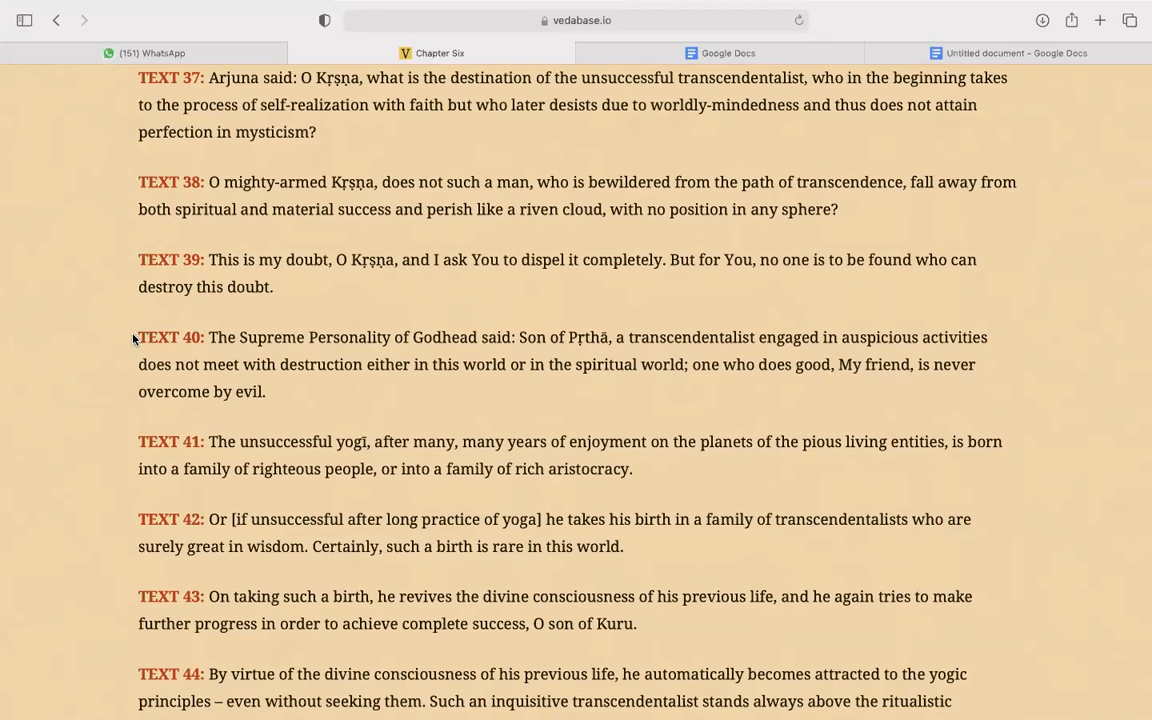 vedabase.io
(151) WhatsApp
Chapter Six
Google Docs
Untitled document - Google Docs
TEXT 37: Arjuna said: O Kṛṣṇa, what is the destination of the unsuccessful transcendentalist, who in the beginning takes
to the process of self-realization with faith but who later desists due to worldly-mindedness and thus does not attain
perfection in mysticism?
TEXT 38: O mighty-armed Kṛṣṇa, does not such a man, who is bewildered from the path of transcendence, fall away from
both spiritual and material success and perish like a riven cloud, with no position in any sphere?
TEXT 39: This is my doubt, O Kṛṣṇa, and I ask You to dispel it completely. But for You, no one is to be found who can
destroy this doubt.
TEXT 40: The Supreme Personality of Godhead said: Son of Pṛthā, a transcendentalist engaged in auspicious activities
does not meet with destruction either in this world or in the spiritual world; one who does good, My friend, is never
overcome by evil.
TEXT 41: The unsuccessful yogī, after many, many years of enjoyment on the planets of the pious living entities, is born
into a family of righteous people, or into a family of rich aristocracy.
TEXT 42: Or [if unsuccessful after long practice of yoga] he takes his birth in a family of transcendentalists who are
surely great in wisdom. Certainly, such a birth is rare in this world.
TEXT 43: On taking such a birth, he revives the divine consciousness of his previous life, and he again tries to make
further progress in order to achieve complete success, O son of Kuru.
TEXT 44: By virtue of the divine consciousness of his previous life, he automatically becomes attracted to the yogic
principles – even without seeking them. Such an inquisitive transcendentalist stands always above the ritualistic